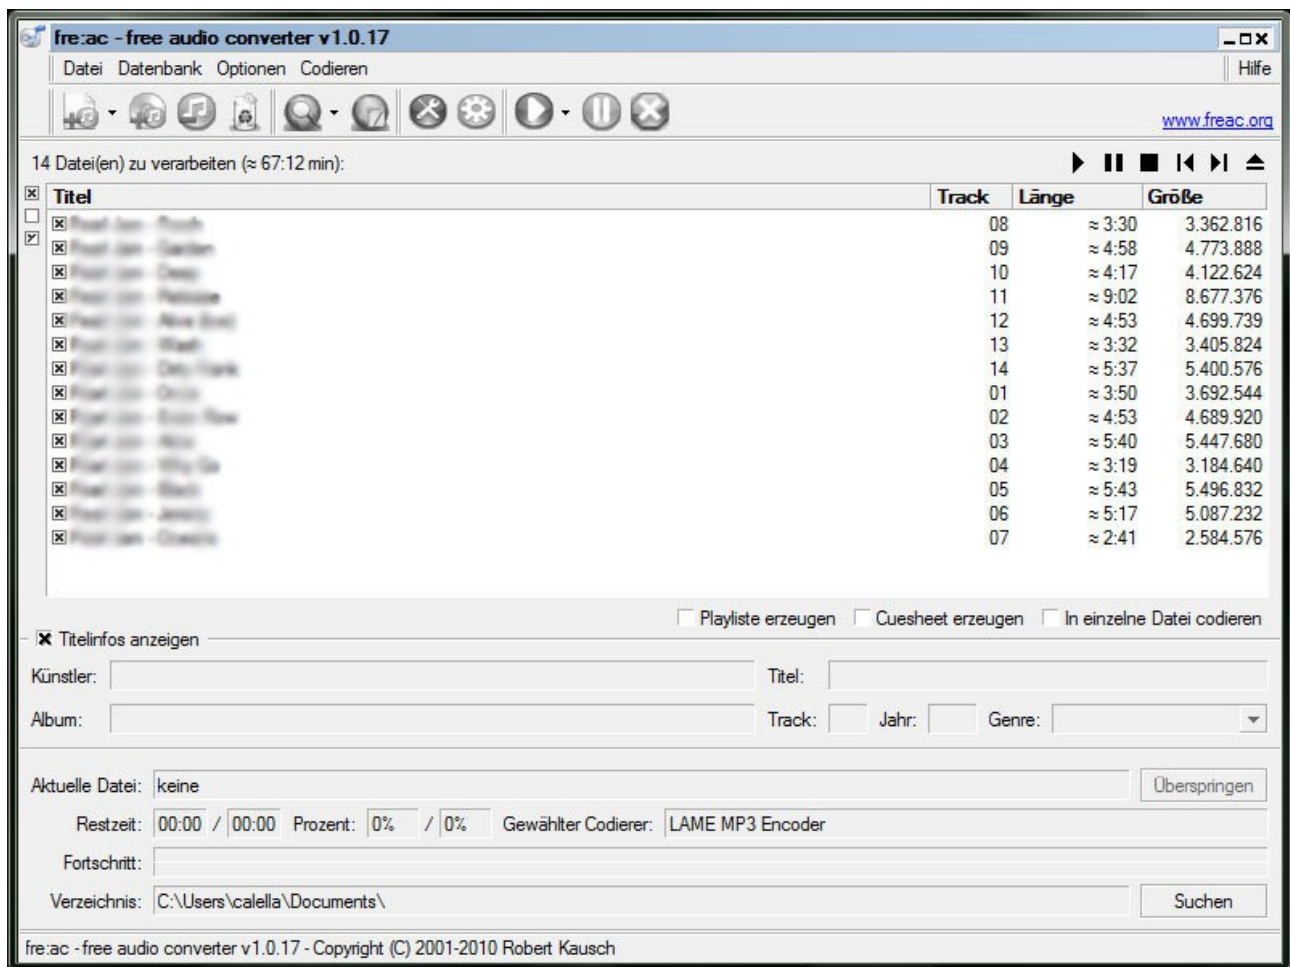 fre:ac - free audio converter v1.0.17
Datei Datenbank Optionen Codieren Hilfe
www.freac.org
14 Datei(en) zu verarbeiten (≈ 67:12 min):
Titel Track Länge Größe
08 ≈ 3:30 3.362.816
09 ≈ 4:58 4.773.888
10 ≈ 4:17 4.122.624
11 ≈ 9:02 8.677.376
12 ≈ 4:53 4.699.739
13 ≈ 3:32 3.405.824
14 ≈ 5:37 5.400.576
01 ≈ 3:50 3.692.544
02 ≈ 4:53 4.689.920
03 ≈ 5:40 5.447.680
04 ≈ 3:19 3.184.640
05 ≈ 5:43 5.496.832
06 ≈ 5:17 5.087.232
07 ≈ 2:41 2.584.576
Playliste erzeugen Cuesheet erzeugen In einzelne Datei codieren
Titelinfos anzeigen
Künstler: Titel:
Album: Track: Jahr: Genre:
Aktuelle Datei: keine Überspringen
Restzeit: 00:00 / 00:00 Prozent: 0% / 0% Gewählter Codierer: LAME MP3 Encoder
Fortschritt:
Verzeichnis: C:\Users\calella\Documents\ Suchen
fre:ac - free audio converter v1.0.17 - Copyright (C) 2001-2010 Robert Kausch